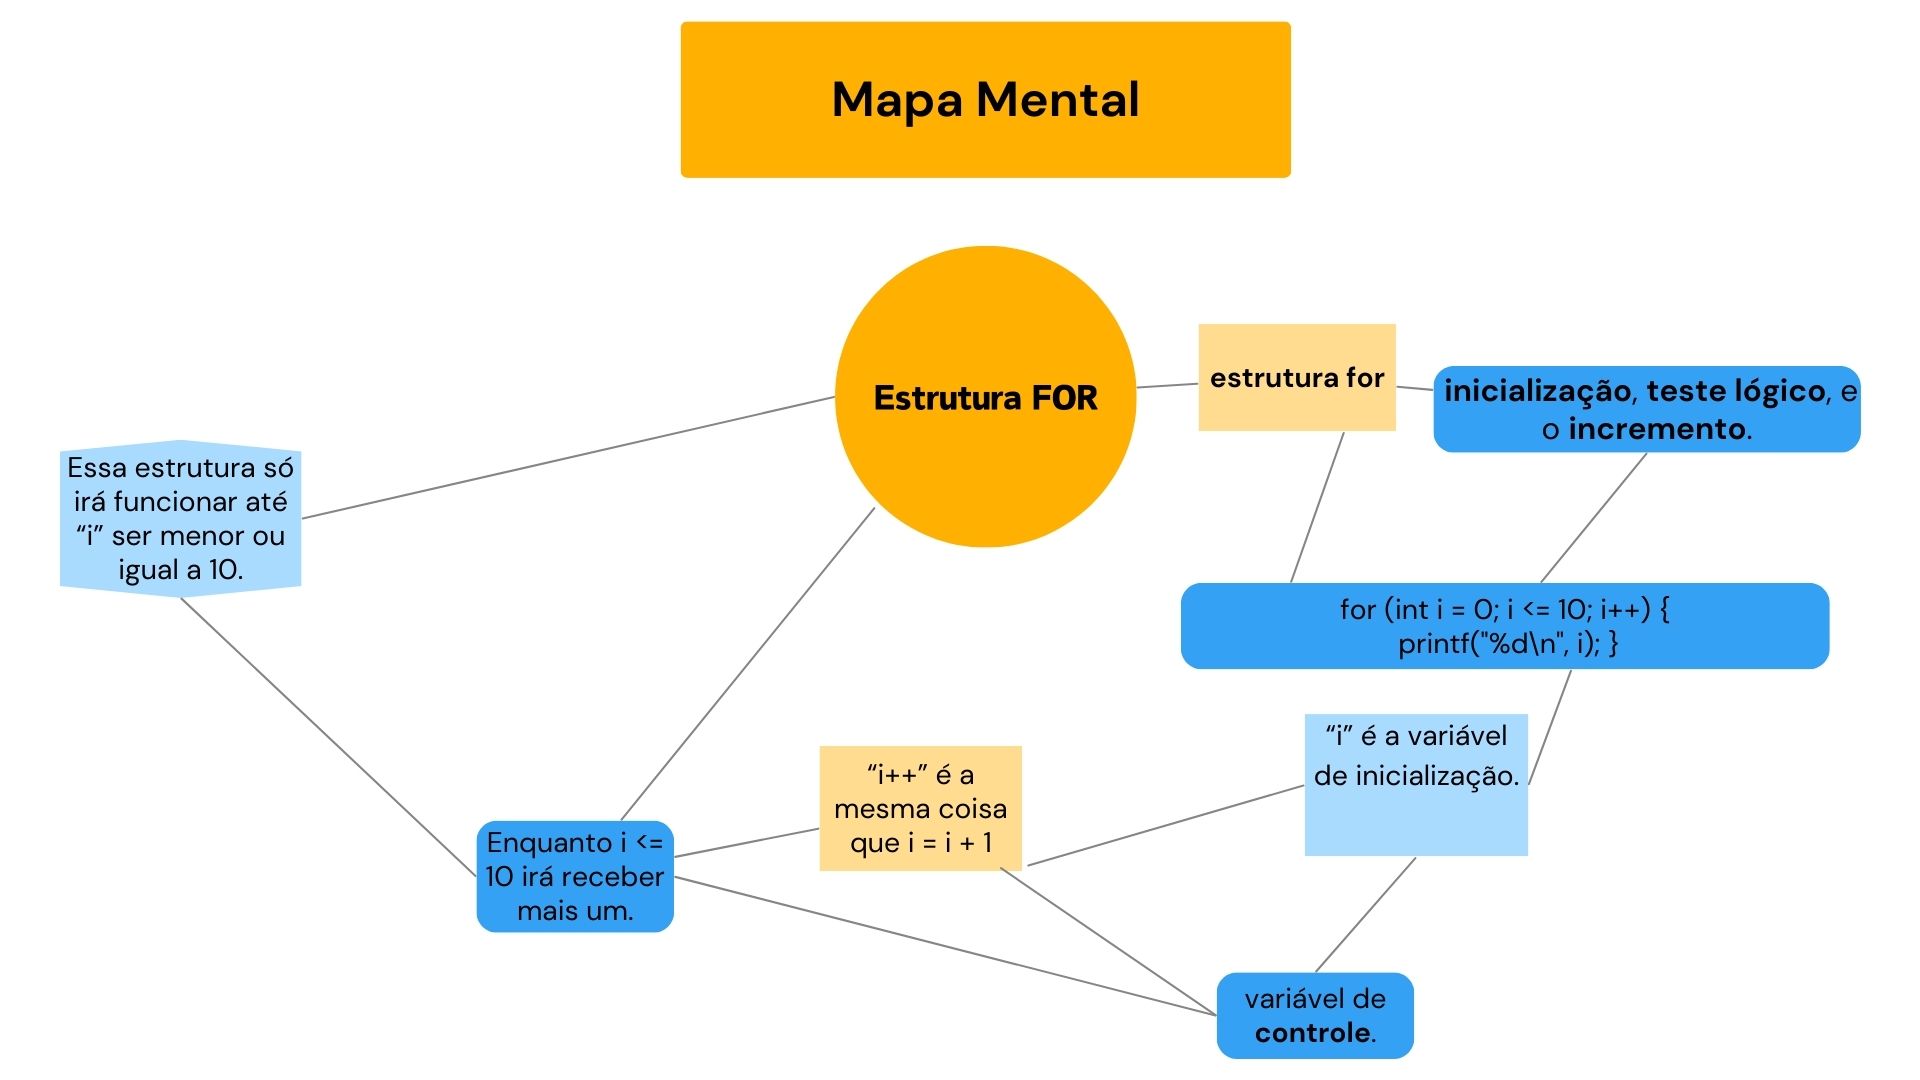 Mapa Mental
Estrutura FOR
estrutura for
inicialização, teste lógico, e
o incremento.
Essa estrutura só
irá funcionar até
“i” ser menor ou
igual a 10.
for (int i = 0; i <= 10; i++) {
printf("%d\n", i); }
“i” é a variável
de inicialização.
“i++” é a
mesma coisa
que i = i + 1
Enquanto i <=
10 irá receber
mais um.
variável de
controle.